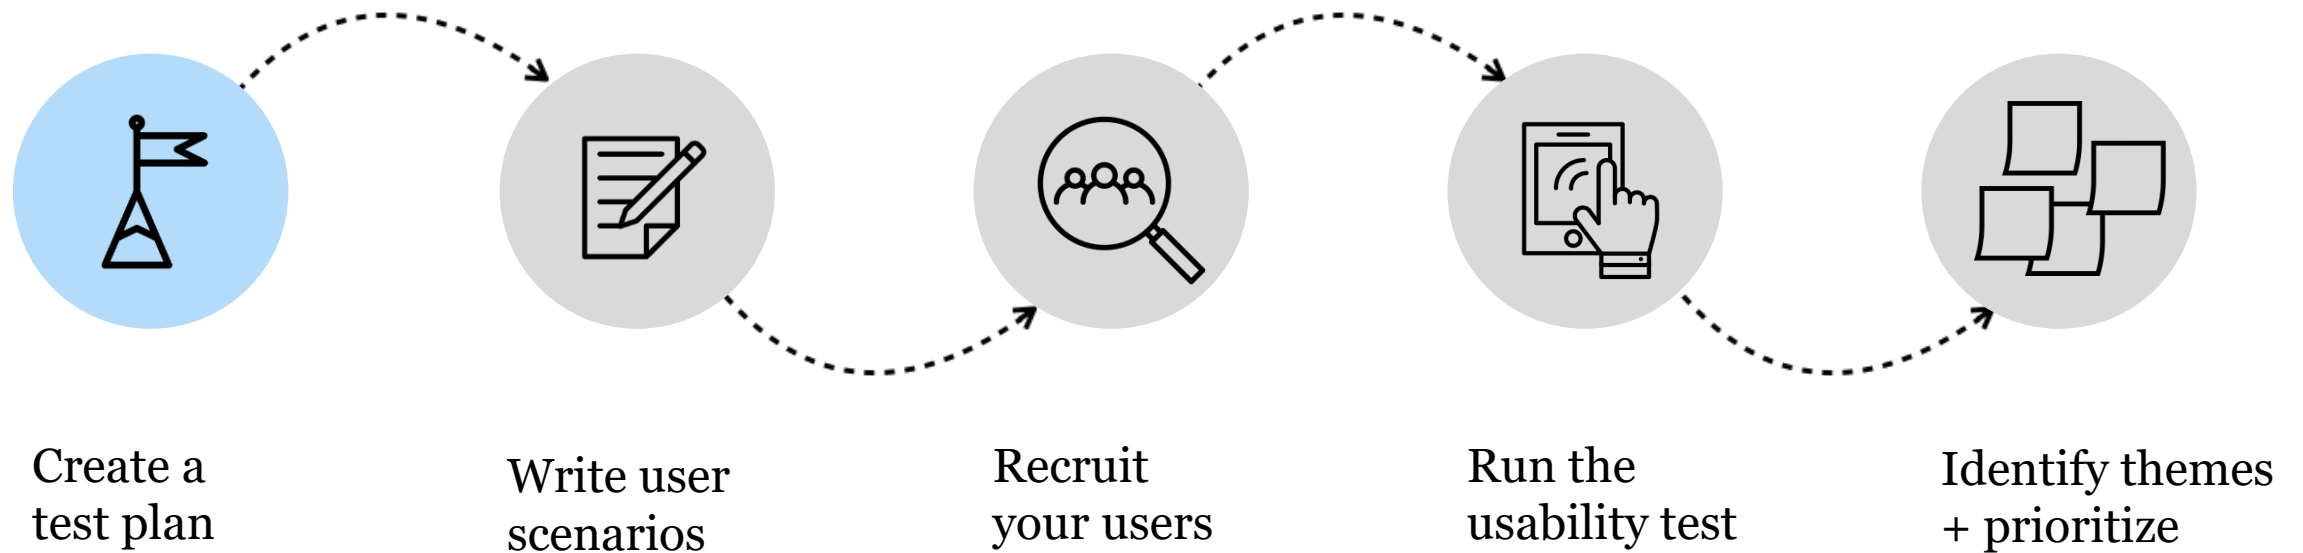 Create a
test plan
Write user
scenarios
Recruit
your users
Run the
usability test
Identify themes
+ prioritize